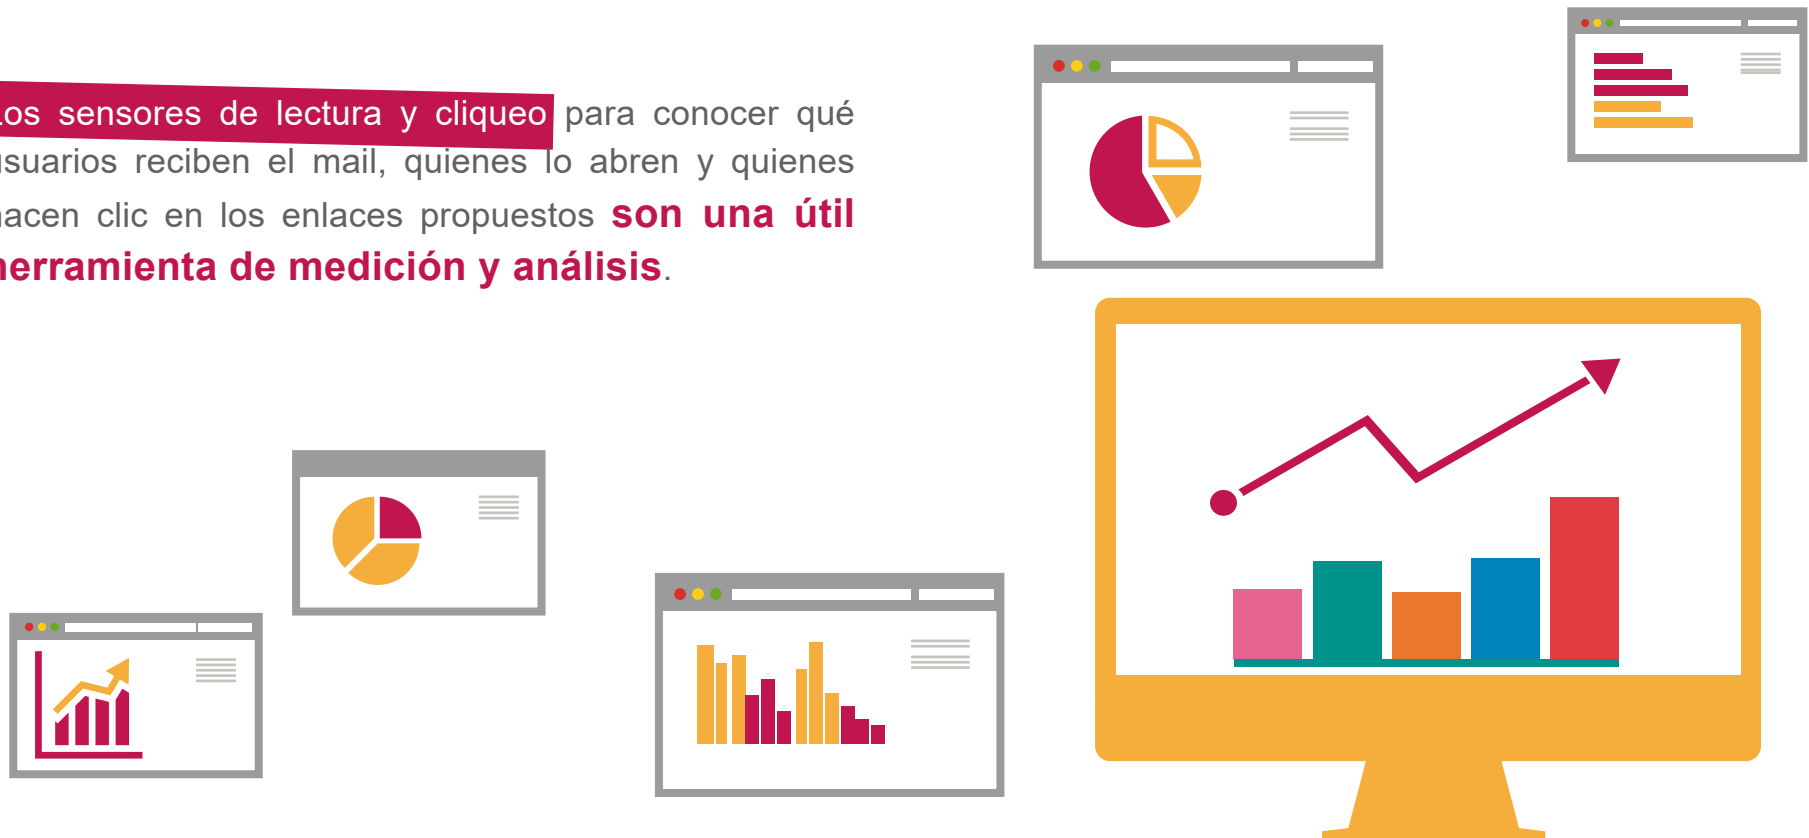 Los sensores de lectura y cliqueo para conocer qué
usuarios reciben el mail, quienes lo abren y quienes
hacen clic en los enlaces propuestos son una útil
herramienta de medición y análisis.